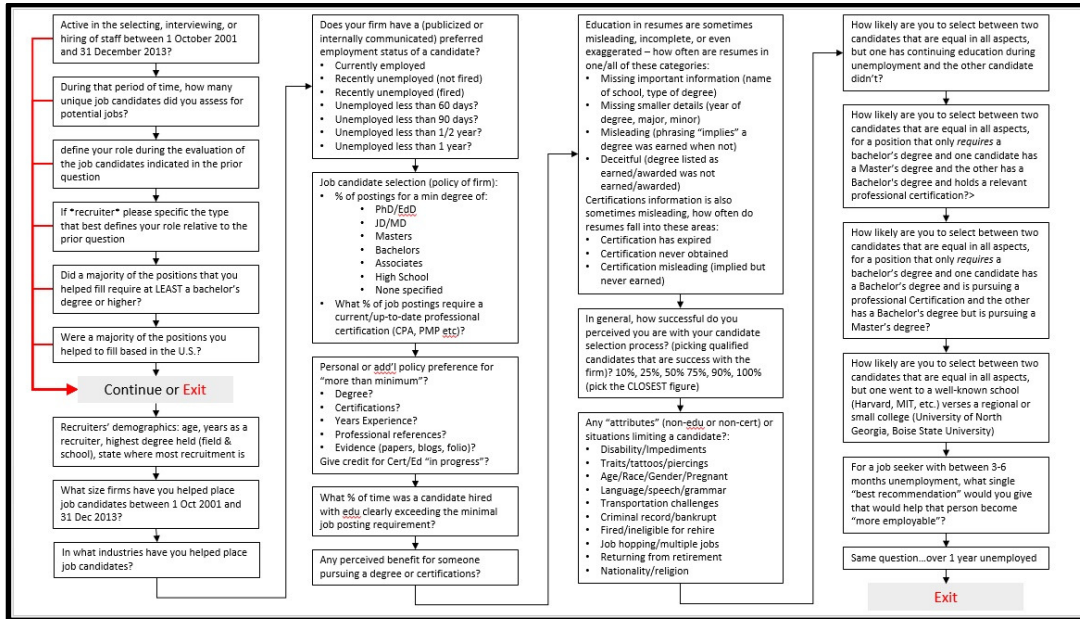 Active in the selecting, interviewing, or
hiring of staff between 1 October 2001
and 31 December 2013?
During that period of time, how many
unique job candidates did you assess for
potential jobs?
define your role during the evaluation of
the job candidates indicated in the prior
question
If *recruiter* please specific the type
that best defines your role relative to the
prior question
Did a majority of the positions that you
helped fill require at LEAST a bachelor's
degree or higher?
Were a majority of the positions you
helped to fill based in the U.S.?
Continue or Exit
Recruiters' demographics: age, years as a
recruiter, highest degree held (field &
school), state where most recruitment is
What size firms have you helped place
job candidates between 1 Oct 2001 and
31 Dec 2013?
In what industries have you helped place
job candidates?
Does your firm have a (publicized or
internally communicated) preferred
employment status of a candidate?
• Currently employed
• Recently unemployed (not fired)
• Recently unemployed (fired)
• Unemployed less than 60 days?
• Unemployed less than 90 days?
• Unemployed less than 1/2 year?
• Unemployed less than 1 year?
Job candidate selection (policy of firm):
• % of postings for a min degree of:
• PhD/EdD
• JD/MD
• Masters
• Bachelors
• Associates
• High School
• None specified
• What % of job postings require a
current/up-to-date professional
certification (CPA, PMP etc)?
Personal or add'l policy preference for
"more than minimum"?
• Degree?
• Certifications?
• Years Experience?
• Professional references?
• Evidence (papers, blogs, folio)?
Give credit for Cert/Ed "in progress"?
What % of time was a candidate hired
with edu clearly exceeding the minimal
job posting requirement?
Any perceived benefit for someone
pursuing a degree or certifications?
Education in resumes are sometimes
misleading, incomplete, or even
exaggerated – how often are resumes in
one/all of these categories:
• Missing important information (name
of school, type of degree)
• Missing smaller details (year of
degree, major, minor)
• Misleading (phrasing "implies" a
degree was earned when not)
• Deceitful (degree listed as
earned/awarded was not
earned/awarded)
Certifications information is also
sometimes misleading, how often do
resumes fall into these areas:
• Certification has expired
• Certification never obtained
• Certification misleading (implied but
never earned)
In general, how successful do you
perceived you are with your candidate
selection process? (picking qualified
candidates that are success with the
firm)? 10%, 25%, 50% 75%, 90%, 100%
(pick the CLOSEST figure)
Any "attributes" (non-edu or non-cert) or
situations limiting a candidate?:
• Disability/Impediments
• Traits/tattoos/piercings
• Age/Race/Gender/Pregnant
• Language/speech/grammar
• Transportation challenges
• Criminal record/bankrupt
• Fired/ineligible for rehire
• Job hopping/multiple jobs
• Returning from retirement
• Nationality/religion
How likely are you to select between two
candidates that are equal in all aspects,
but one has continuing education during
unemployment and the other candidate
didn't?
How likely are you to select between two
candidates that are equal in all aspects,
for a position that only requires a
bachelor's degree and one candidate has
a Master's degree and the other has a
Bachelor's degree and holds a relevant
professional certification?>
How likely are you to select between two
candidates that are equal in all aspects,
for a position that only requires a
bachelor's degree and one candidate has
a Bachelor's degree and is pursuing a
professional Certification and the other
has a Bachelor's degree but is pursuing a
Master's degree?
How likely are you to select between two
candidates that are equal in all aspects,
but one went to a well-known school
(Harvard, MIT, etc.) verses a regional or
small college (University of North
Georgia, Boise State University)
For a job seeker with between 3-6
months unemployment, what single
"best recommendation" would you give
that would help that person become
"more employable"?
Same question...over 1 year unemployed
Exit